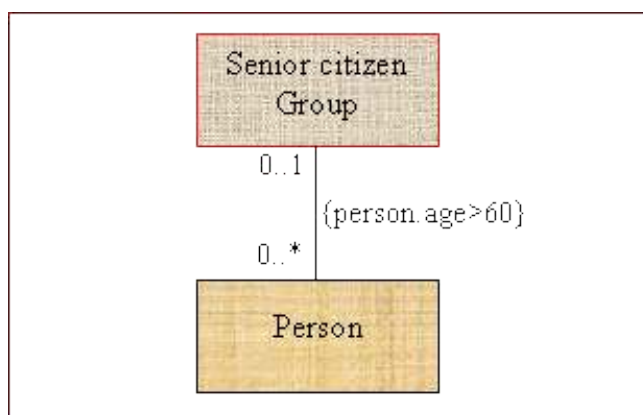 Senior citizen
Group
0..1
{person.age>60}
0..*
Person